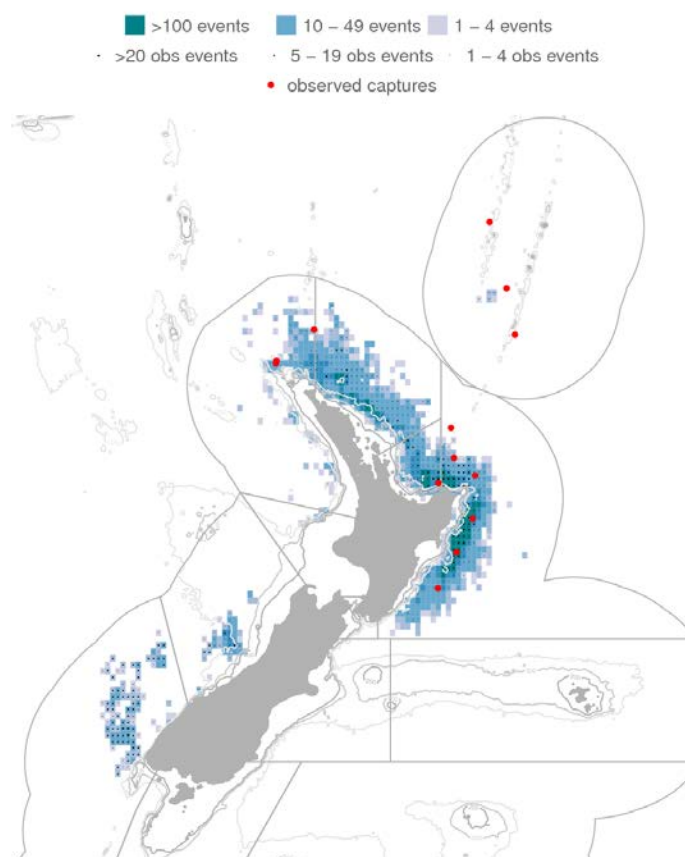 >100 events 10 – 49 events 1 – 4 events
>20 obs events 5 – 19 obs events 1 – 4 obs events
observed captures